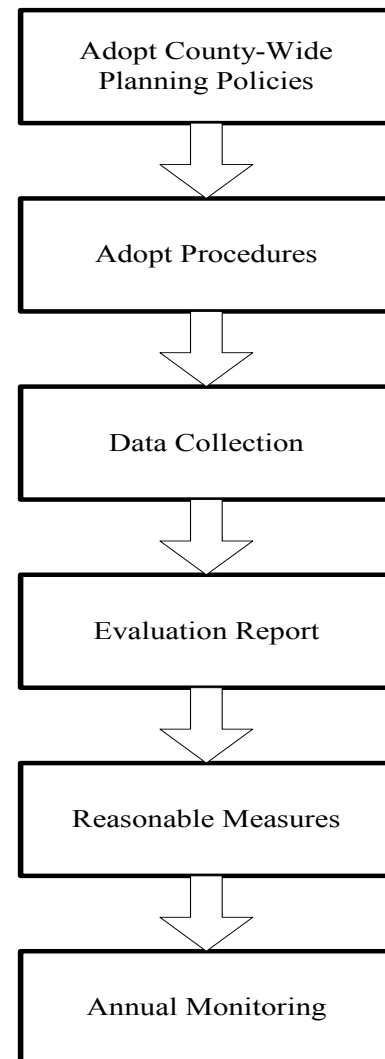 Adopt County-Wide
Planning Policies
Adopt Procedures
Data Collection
Evaluation Report
Reasonable Measures
Annual Monitoring